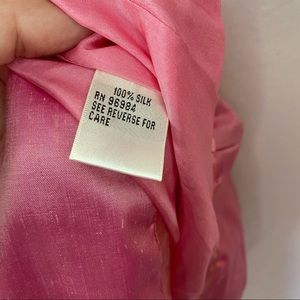 100% SILK
RN 96984
SEE REVERSE FOR
CARE